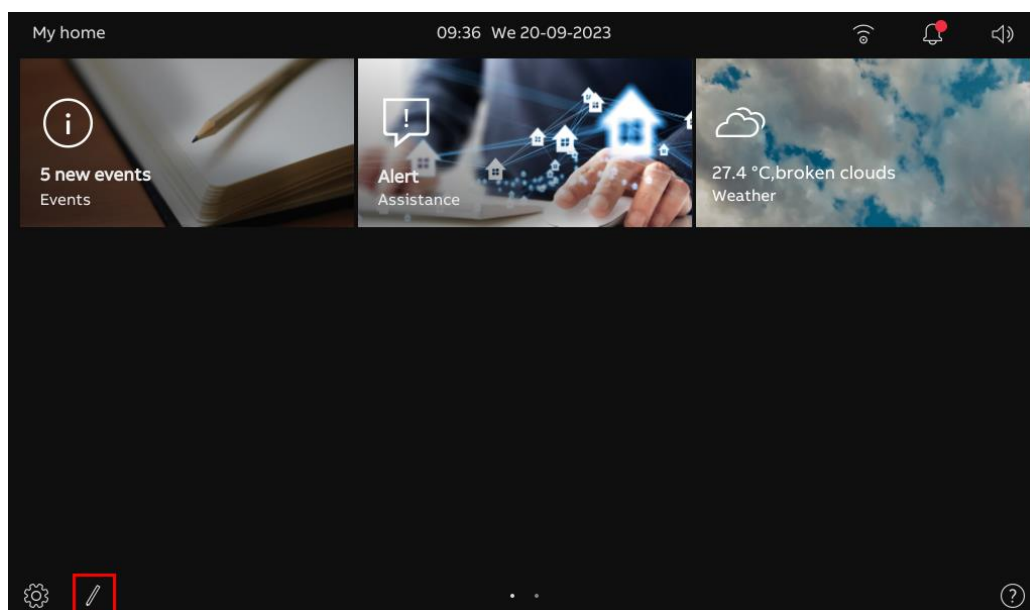 My home
09:36 We 20-09-2023
5 new events
Events
Alert
Assistance
27.4 °C,broken clouds
Weather